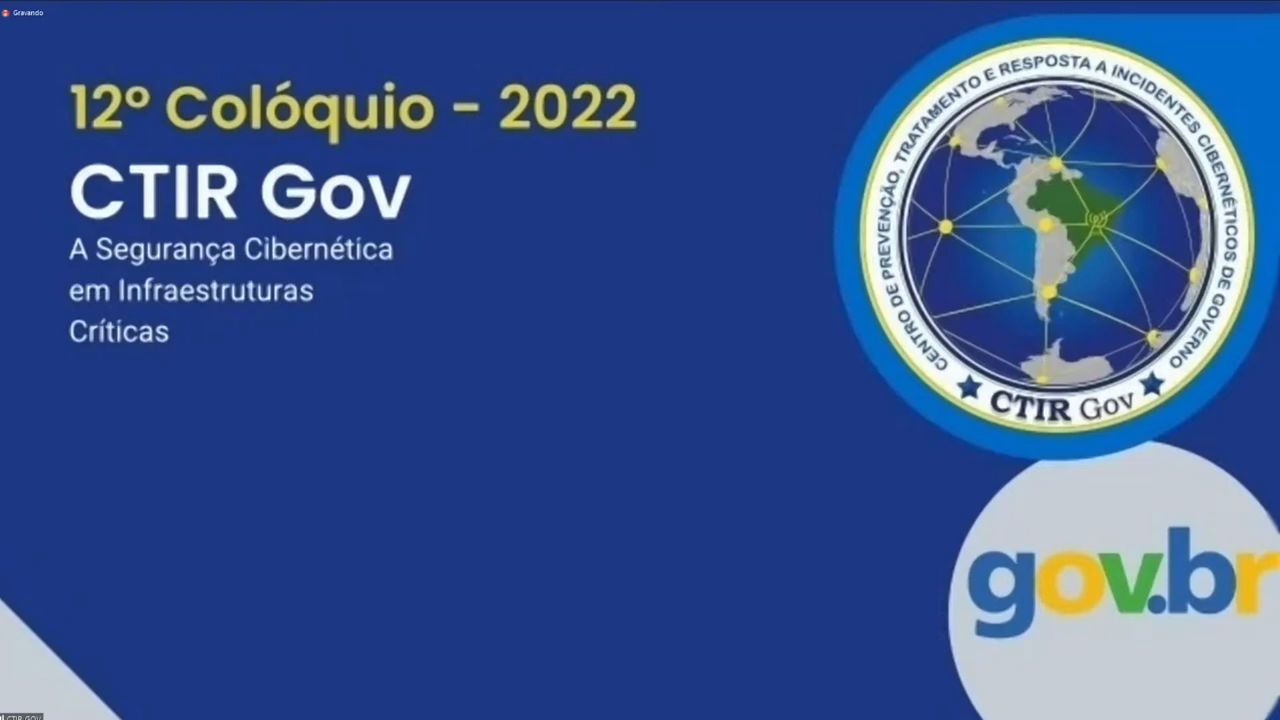 Gravando
12º Colóquio - 2022
CTIR Gov
A Segurança Cibernética
em Infraestruturas
Críticas
CENTRO DE PREVENÇÃO, TRATAMENTO E RESPOSTA A INCIDENTES CIBERNÉTICOS DE GOVERNO
CTIR Gov
gov.br
CTIR GOV